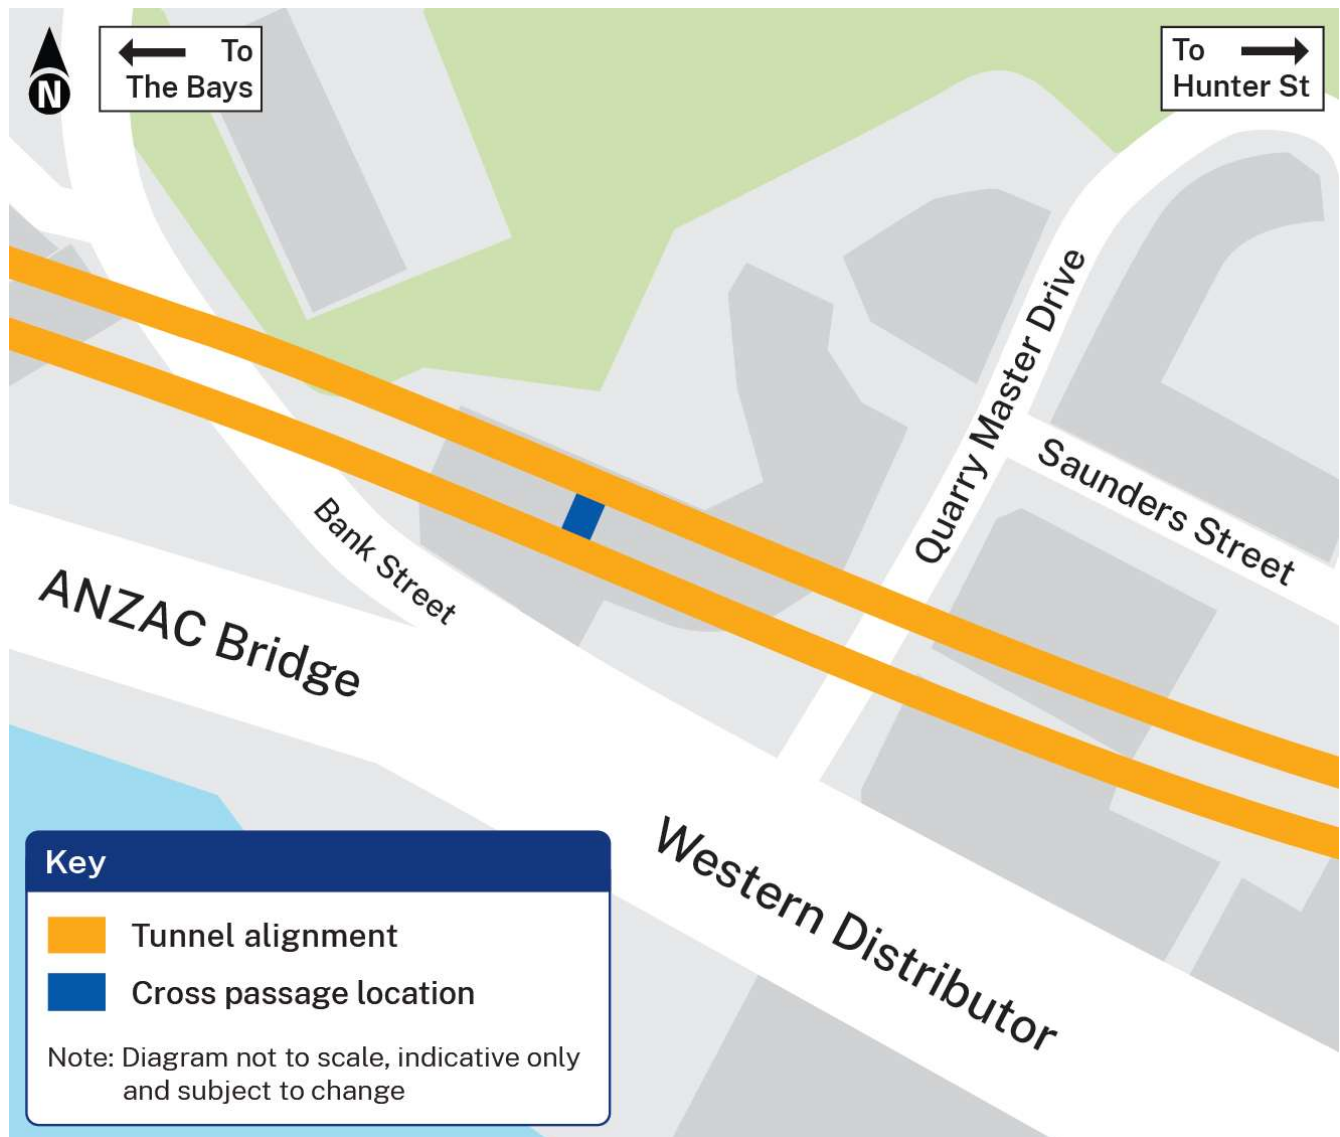 N
To
The Bays
To
Hunter St
Quarry Master Drive
Saunders Street
Bank Street
ANZAC Bridge
Western Distributor
Key
Tunnel alignment
Cross passage location
Note: Diagram not to scale, indicative only
and subject to change